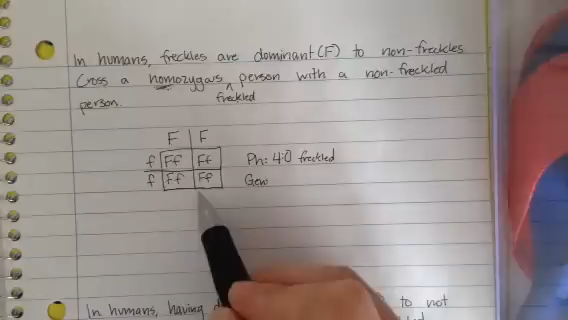 In humans, freckles are dominant (F) to non-freckles
Cross a homozygous person with a non-freckled
freckled
person.
F F
f Ff Ff Ph: 4:0 freckled
f Ff Ff Gen
In humans, having to not